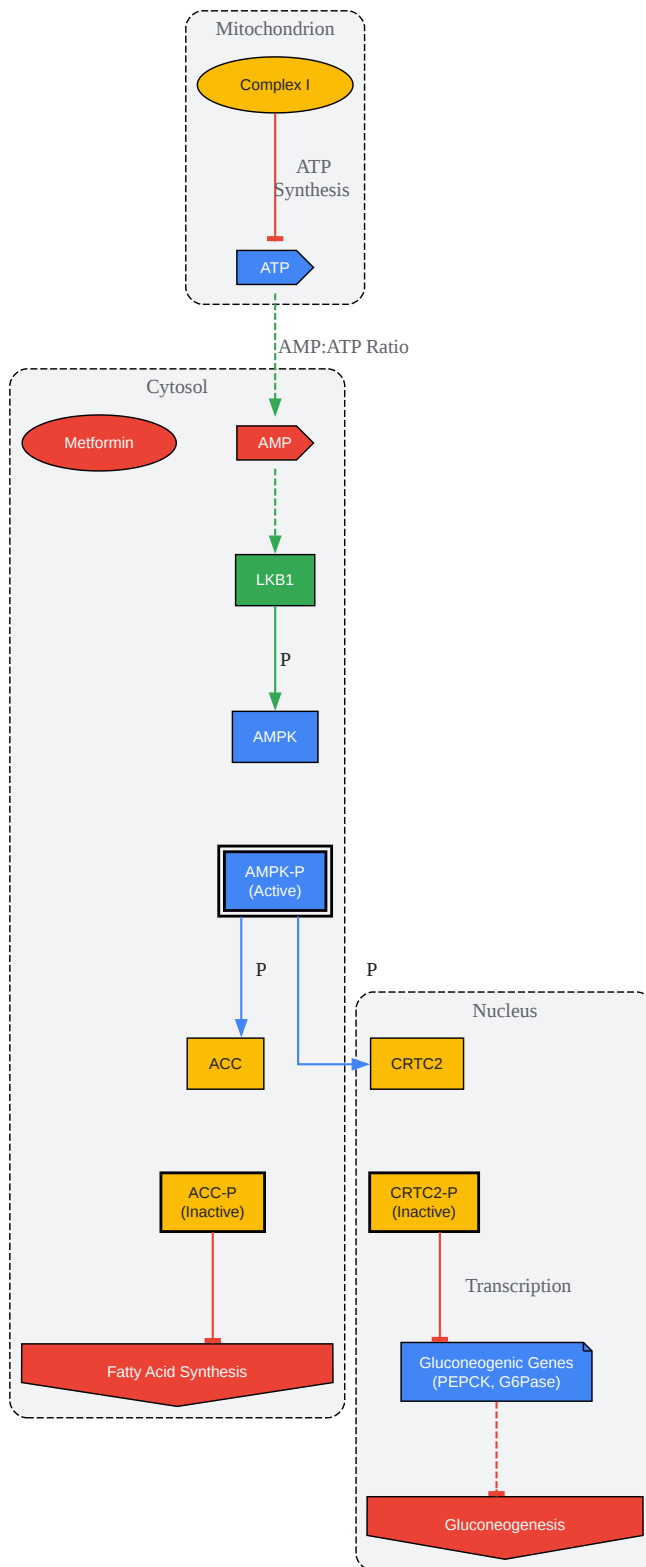 Mitochondrion
Complex I
ATP
Synthesis
ATP
AMP:ATP Ratio
Cytosol
Metformin
AMP
LKB1
P
AMPK
AMPK-P
(Active)
P
P
Nucleus
ACC
CRTC2
ACC-P
(Inactive)
CRTC2-P
(Inactive)
Transcription
Gluconeogenic Genes
(PEPCK, G6Pase)
Fatty Acid Synthesis
Gluconeogenesis